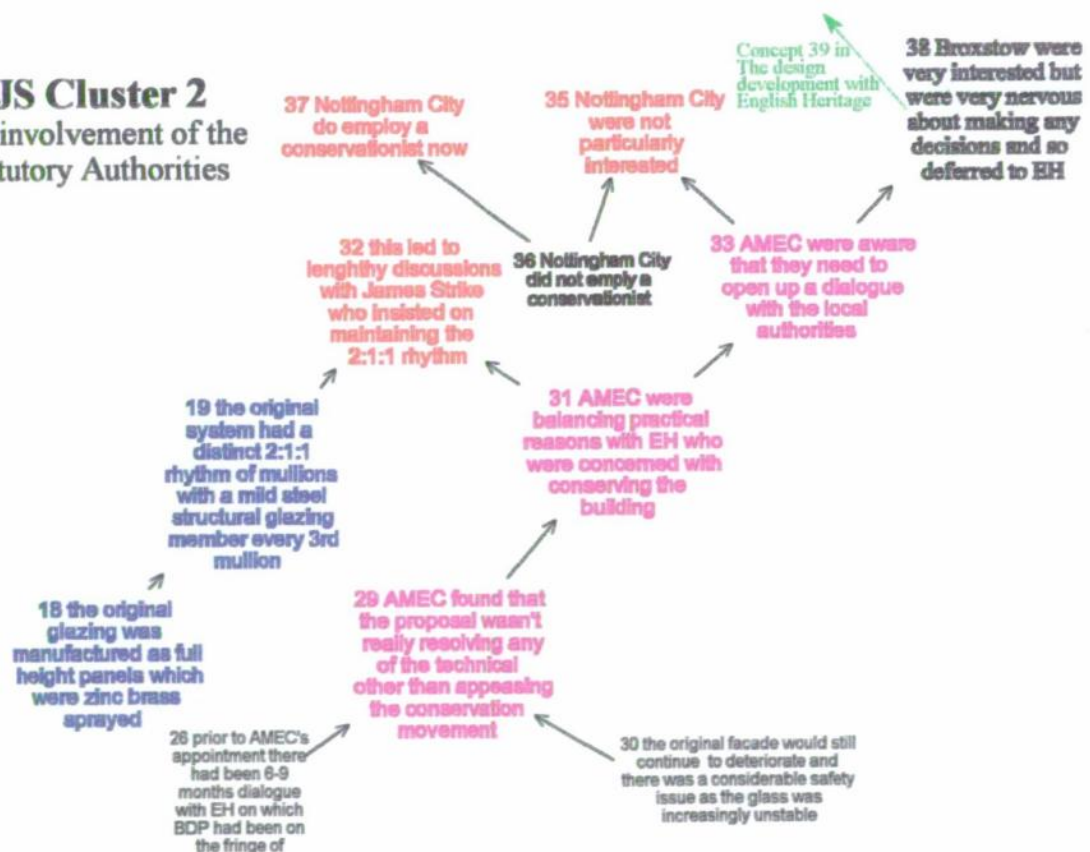 JS Cluster 2
involvement of the
tutory Authorities
37 Nottingham City
do employ a
conservationist now
35 Nottingham City
were not
particularly
interested
Concept 39 in
The design
development with
English Heritage
38 Broxstow were
very interested but
were very nervous
about making any
decisions and so
deferred to EH
32 this led to
lenghthy discussions
with James Strike
who insisted on
maintaining the
2:1:1 rhythm
36 Nottingham City
did not emply a
conservationist
33 AMEC were aware
that they need to
open up a dialogue
with the local
authorities
19 the original
system had a
distinct 2:1:1
rhythm of mullions
with a mild steel
structural glazing
member every 3rd
mullion
31 AMEC were
balancing practical
reasons with EH who
were concerned with
conserving the
building
18 the original
glazing was
manufactured as full
height panels which
were zinc brass
sprayed
29 AMEC found that
the proposal wasn't
really resolving any
of the technical
other than appeasing
the conservation
movement
26 prior to AMEC's
appointment there
had been 6-9
months dialogue
with EH on which
BDP had been on
the fringe of
30 the original facade would still
continue to deteriorate and
there was a considerable safety
issue as the glass was
increasingly unstable